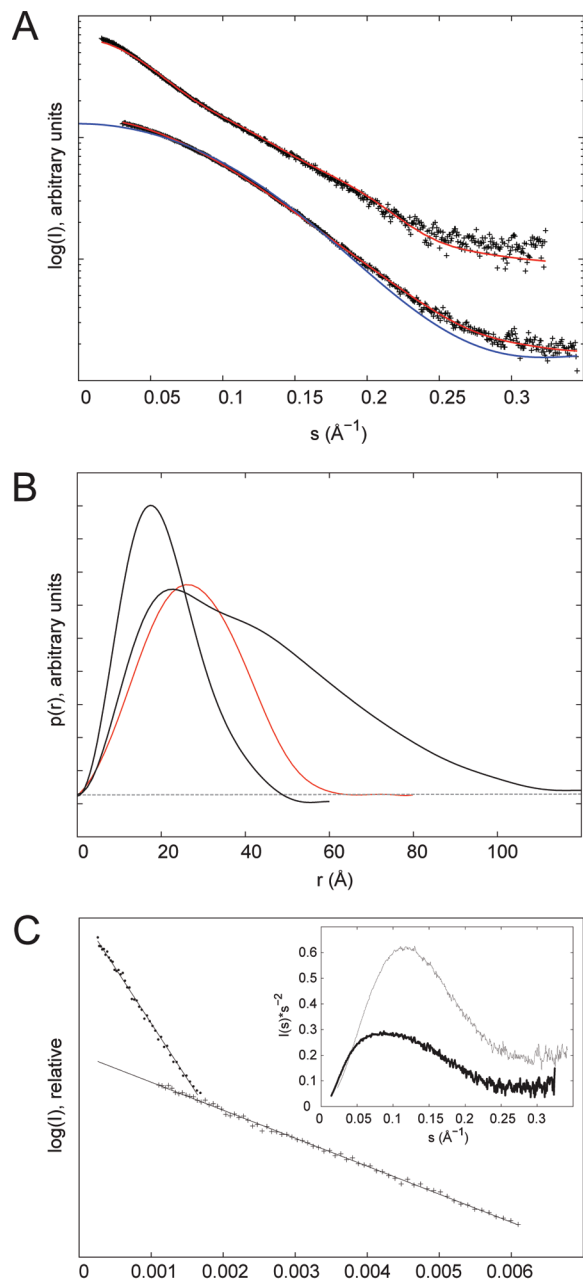 A
log(I), arbitrary units
0 0.05 0.1 0.15 0.2 0.25 0.3
s (Å⁻¹)
B
p(r), arbitrary units
0 20 40 60 80 100
r (Å)
C
log(I), relative
I(s)*s⁻²
0.6
0.5
0.4
0.3
0.2
0.1
0
0 0.05 0.1 0.15 0.2 0.25 0.3
s (Å⁻¹)
0 0.001 0.002 0.003 0.004 0.005 0.006